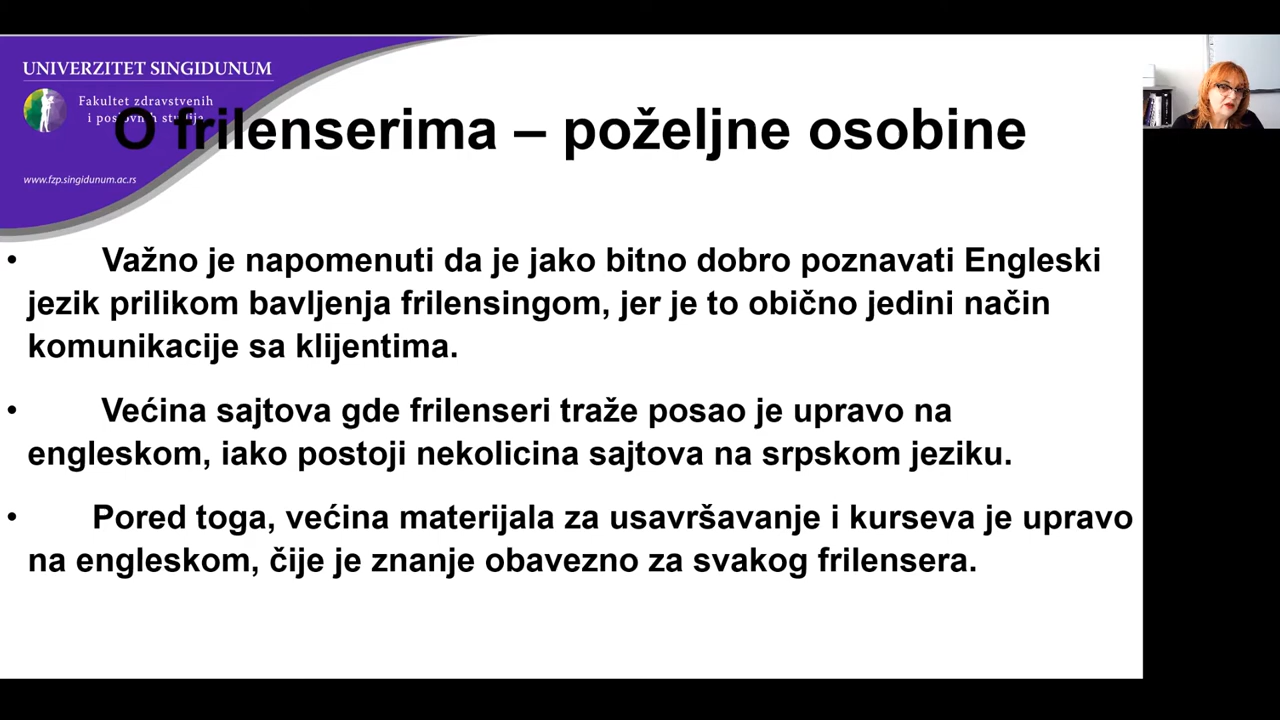 UNIVERZITET SINGIDUNUM
Fakultet zdravstvenih
i poslovnih studija
O frilenserima – poželjne osobine
www.fzp.singidunum.ac.rs
• Važno je napomenuti da je jako bitno dobro poznavati Engleski
jezik prilikom bavljenja frilensingom, jer je to obično jedini način
komunikacije sa klijentima.
• Većina sajtova gde frilenseri traže posao je upravo na
engleskom, iako postoji nekolicina sajtova na srpskom jeziku.
• Pored toga, većina materijala za usavršavanje i kurseva je upravo
na engleskom, čije je znanje obavezno za svakog frilensera.